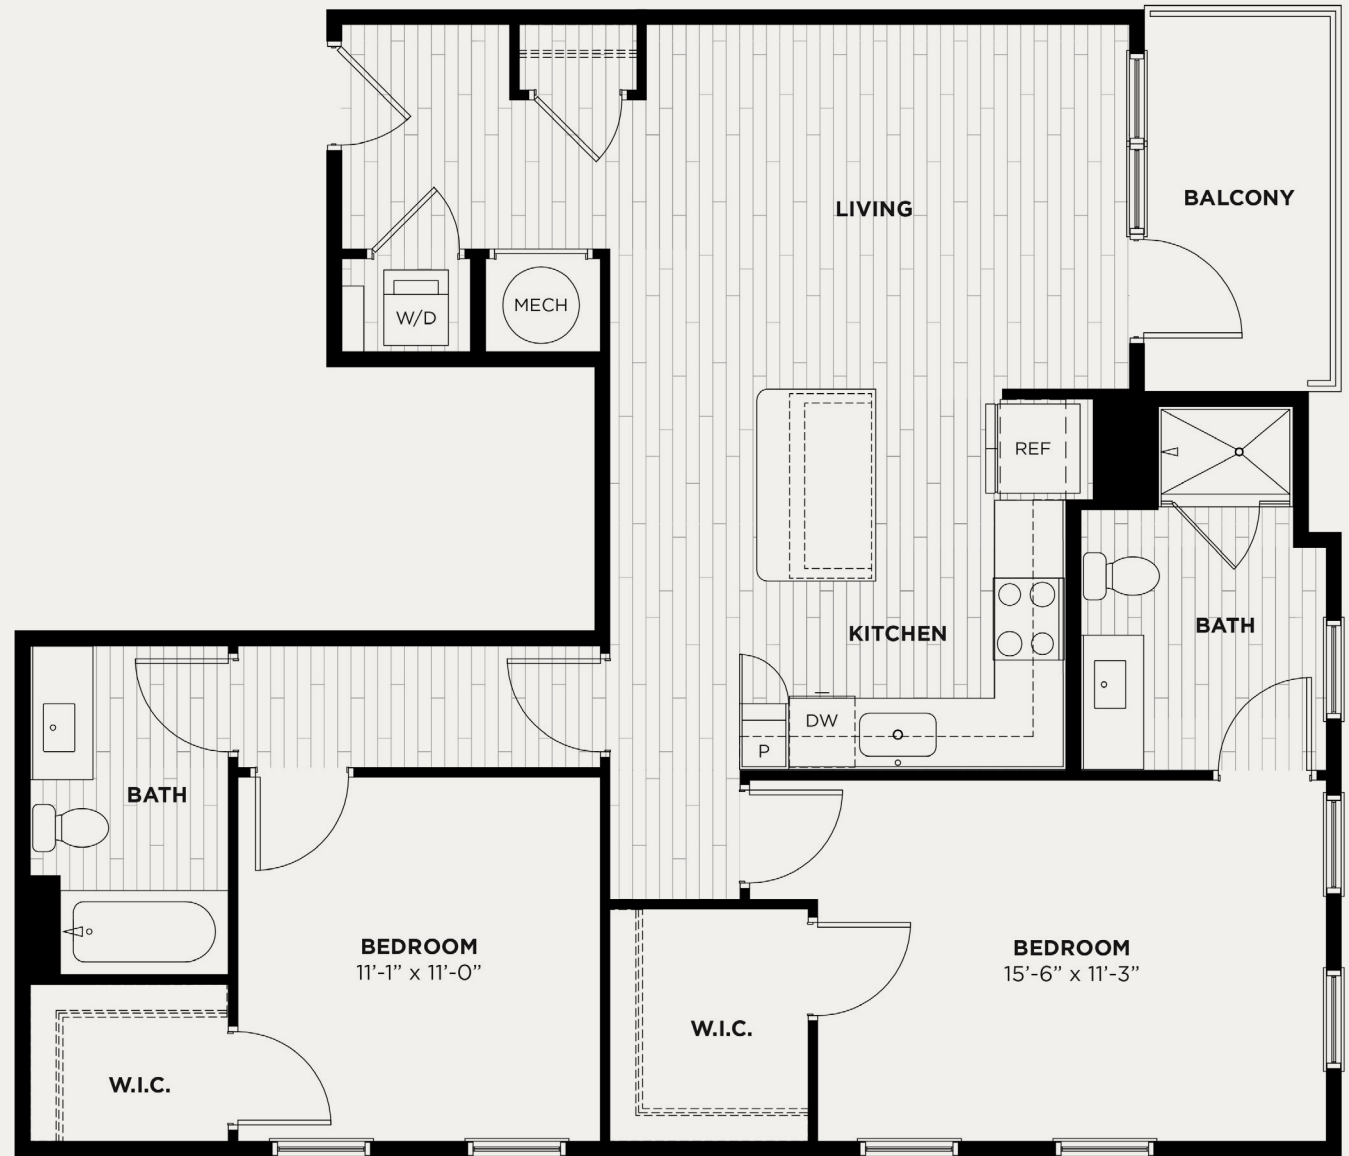 LIVING
BALCONY
W/D
MECH
REF
KITCHEN
BATH
DW
P
BATH
BEDROOM
11'-1" x 11'-0"
BEDROOM
15'-6" x 11'-3"
W.I.C.
W.I.C.